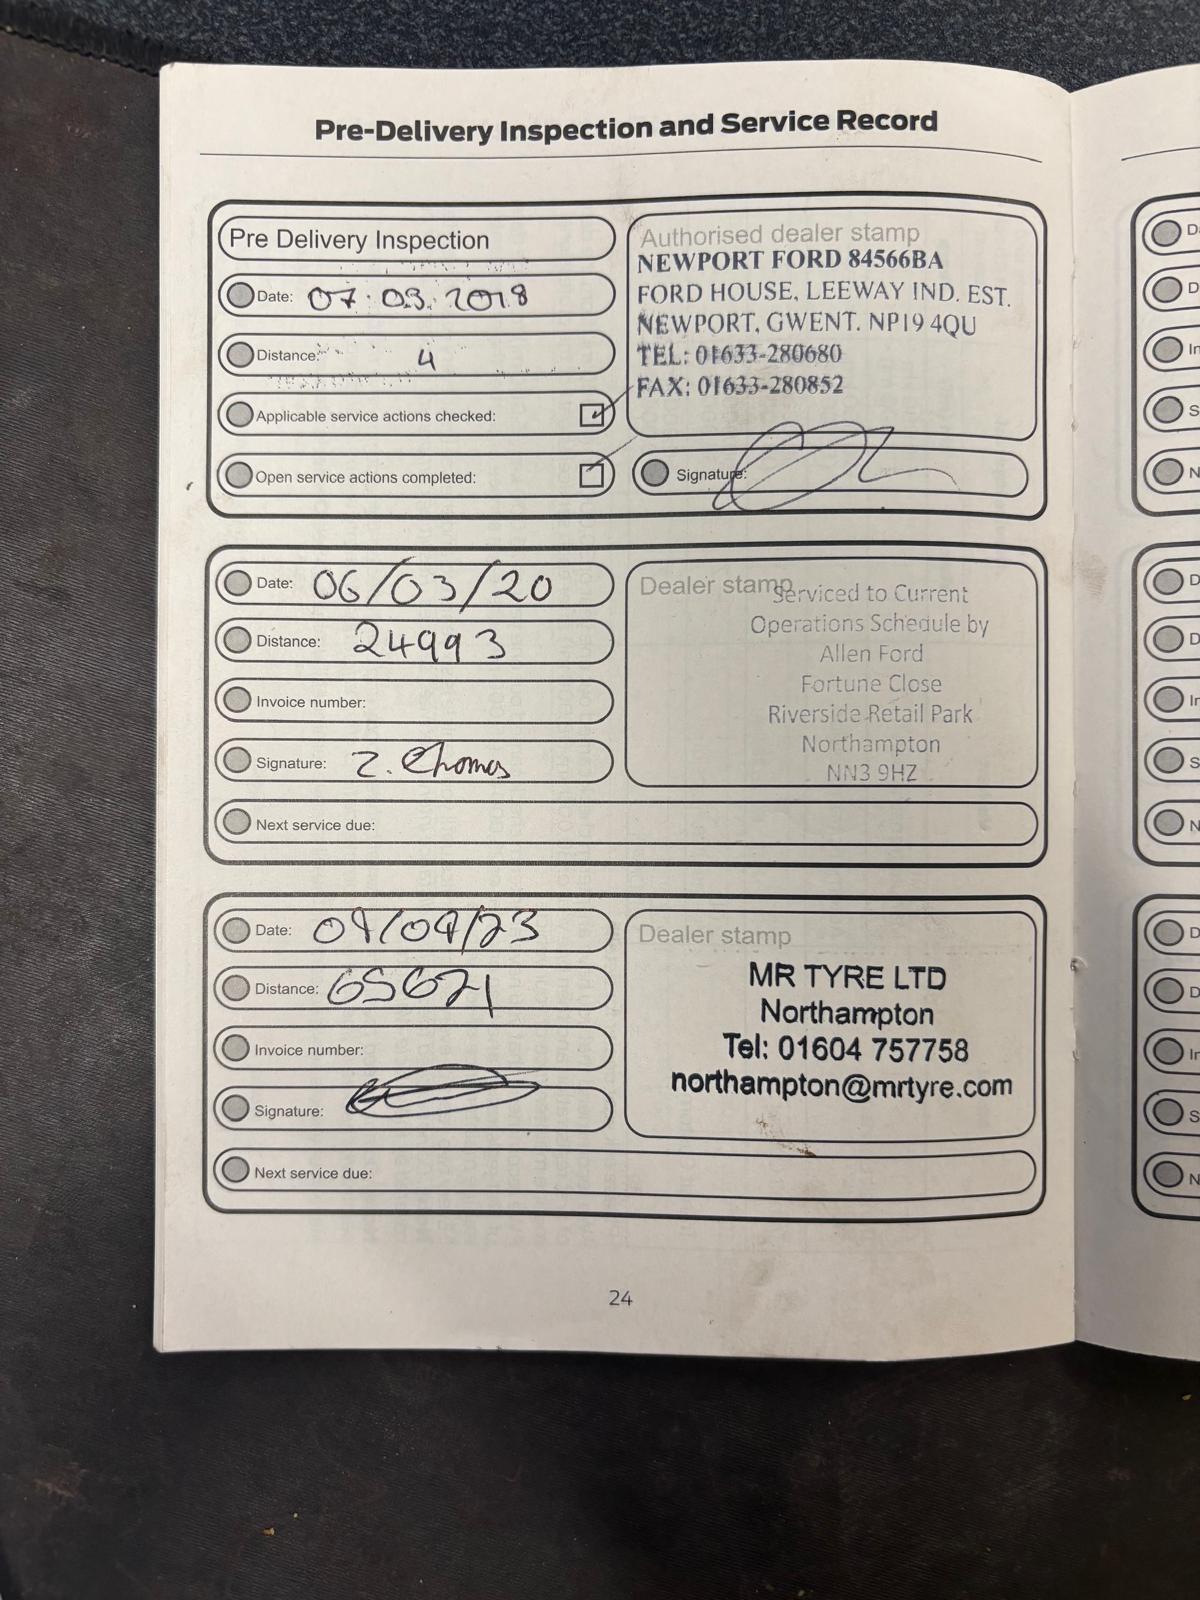 Pre-Delivery Inspection and Service Record
Pre Delivery Inspection
Date: 07.09.2018
Distance: 4
Applicable service actions checked:
Open service actions completed:
Authorised dealer stamp
NEWPORT FORD 84566BA
FORD HOUSE, LEEWAY IND. EST.
NEWPORT, GWENT. NP19 4QU
TEL: 01633-280680
FAX: 01633-280852
Signature:
Date: 06/03/20
Distance: 24993
Invoice number:
Signature: Z. Thomas
Next service due:
Dealer stamp
Serviced to Current
Operations Schedule by
Allen Ford
Fortune Close
Riverside Retail Park
Northampton
NN3 9HZ
Date: 09/09/23
Distance: 65671
Invoice number:
Signature:
Next service due:
Dealer stamp
MR TYRE LTD
Northampton
Tel: 01604 757758
northampton@mrtyre.com
24